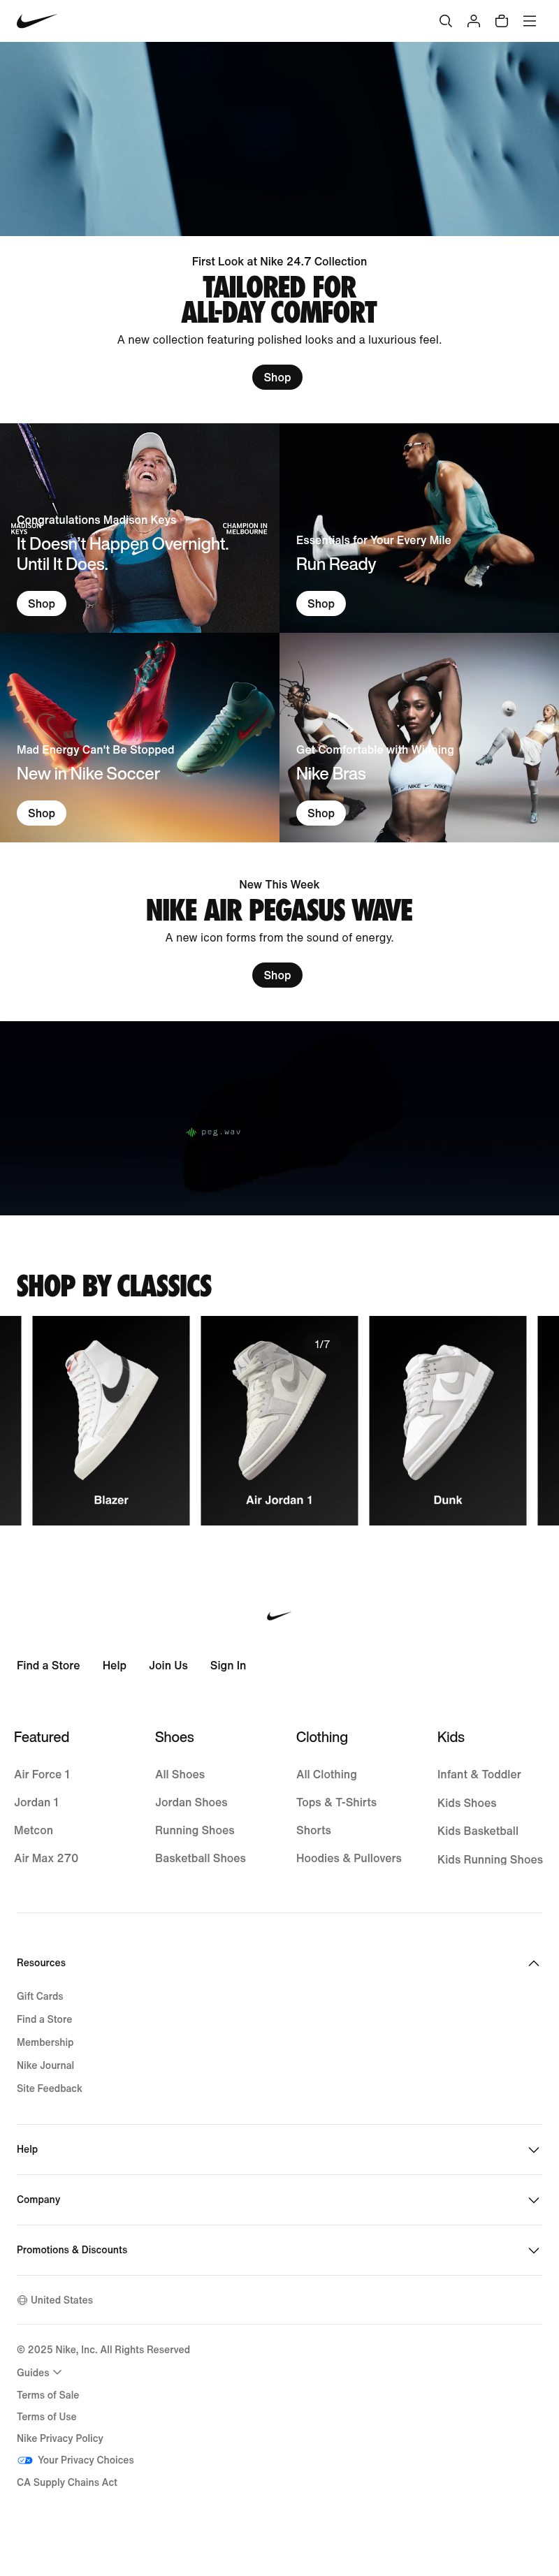 First Look at Nike 24.7 Collection
TAILORED FOR
ALL-DAY COMFORT
A new collection featuring polished looks and a luxurious feel.
Shop
MADISON
KEYS
CHAMPION IN
MELBOURNE
Congratulations Madison Keys
It Doesn't Happen Overnight.
Until It Does.
Shop
Essentials for Your Every Mile
Run Ready
Shop
Mad Energy Can't Be Stopped
New in Nike Soccer
Shop
NIKE
NIKE
Get Comfortable with Winning
Nike Bras
Shop
New This Week
NIKE AIR PEGASUS WAVE
A new icon forms from the sound of energy.
Shop
peg.wav
SHOP BY CLASSICS
1/7
Blazer
Air Jordan 1
Dunk
Find a Store
Help
Join Us
Sign In
Featured
Air Force 1
Jordan 1
Metcon
Air Max 270
Shoes
All Shoes
Jordan Shoes
Running Shoes
Basketball Shoes
Clothing
All Clothing
Tops & T-Shirts
Shorts
Hoodies & Pullovers
Kids
Infant & Toddler
Kids Shoes
Kids Basketball
Kids Running Shoes
Resources
Gift Cards
Find a Store
Membership
Nike Journal
Site Feedback
Help
Company
Promotions & Discounts
United States
© 2025 Nike, Inc. All Rights Reserved
Guides
Terms of Sale
Terms of Use
Nike Privacy Policy
Your Privacy Choices
CA Supply Chains Act